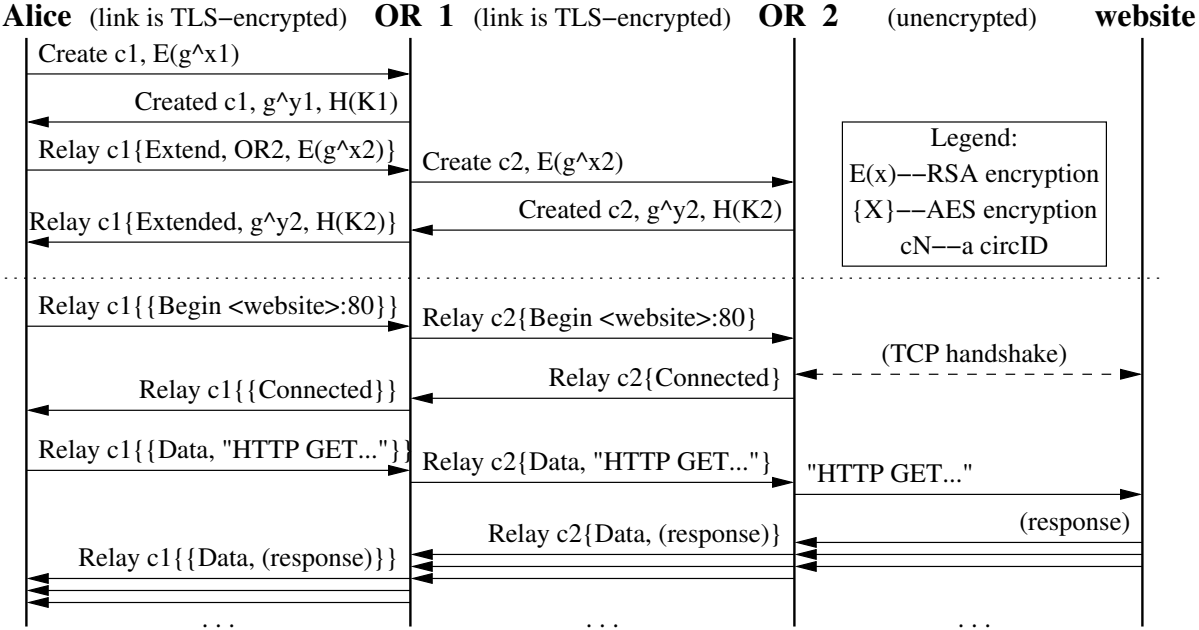 Alice (link is TLS−encrypted) OR 1 (link is TLS−encrypted) OR 2 (unencrypted) website
Create c1, E(g^x1)
Created c1, g^y1, H(K1)
Relay c1{Extend, OR2, E(g^x2)}
Create c2, E(g^x2)
Created c2, g^y2, H(K2)
Relay c1{Extended, g^y2, H(K2)}
Legend:
E(x)−−RSA encryption
{X}−−AES encryption
cN−−a circID
Relay c1{{Begin <website>:80}}
Relay c2{Begin <website>:80}
(TCP handshake)
Relay c2{Connected}
Relay c1{{Connected}}
Relay c1{{Data, "HTTP GET..."}}
Relay c2{Data, "HTTP GET..."}
"HTTP GET..."
(response)
Relay c2{Data, (response)}
Relay c1{{Data, (response)}}
. . . . . . . . .